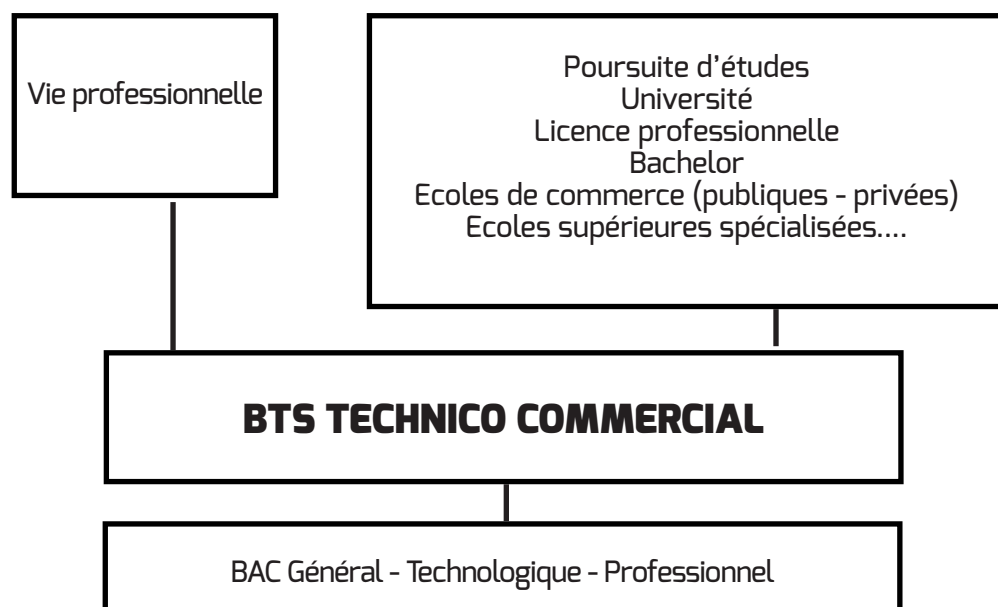 Vie professionnelle
Poursuite d’études
Université
Licence professionnelle
Bachelor
Ecoles de commerce (publiques - privées)
Ecoles supérieures spécialisées....
BTS TECHNICO COMMERCIAL
BAC Général - Technologique - Professionnel